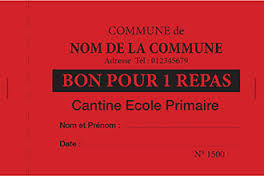 COMMUNE de
NOM DE LA COMMUNE
Adresse Tél : 012345679
BON POUR 1 REPAS
Cantine Ecole Primaire
Nom et Prénom :
Date :
N° 1500